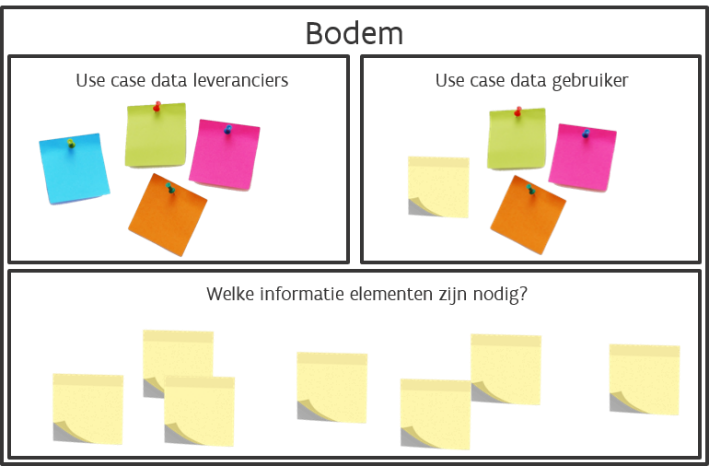 Bodem
Use case data leveranciers
Use case data gebruiker
Welke informatie elementen zijn nodig?